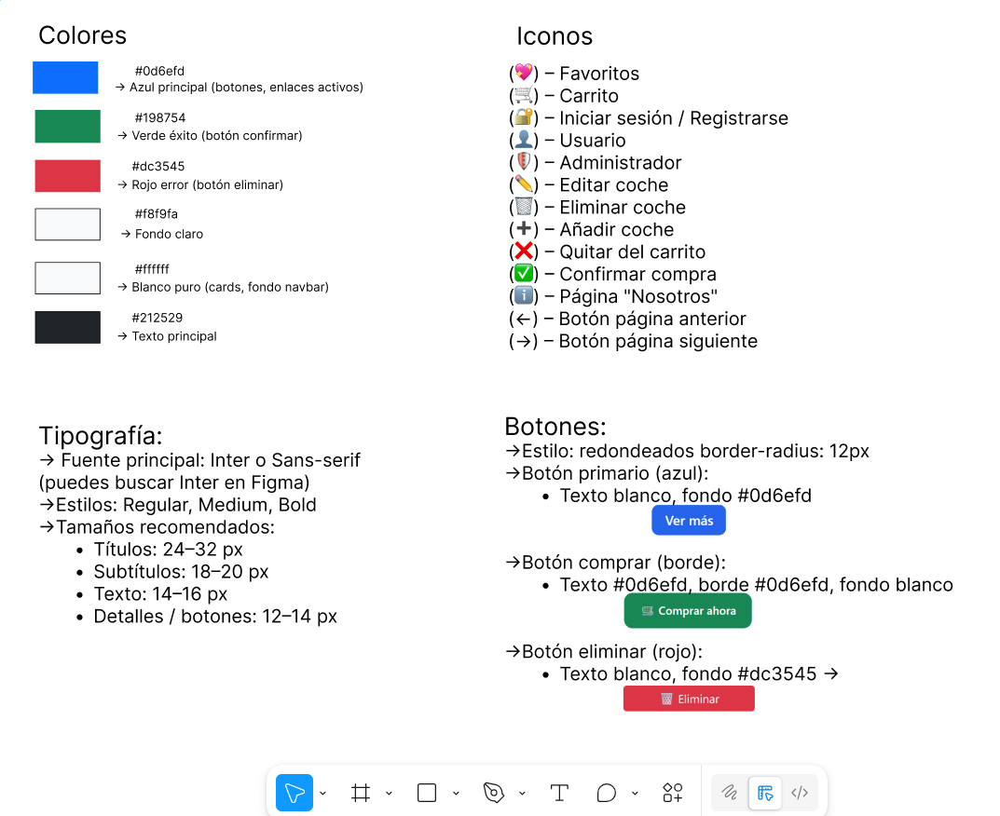 Colores
#0d6efd
→ Azul principal (botones, enlaces activos)
#198754
→ Verde éxito (botón confirmar)
#dc3545
→ Rojo error (botón eliminar)
#f8f9fa
→ Fondo claro
#ffffff
→ Blanco puro (cards, fondo navbar)
#212529
→ Texto principal
Iconos
(💖) – Favoritos
(🛒) – Carrito
(🔐) – Iniciar sesión / Registrarse
(👤) – Usuario
(🛡️) – Administrador
(✏️) – Editar coche
(🗑️) – Eliminar coche
(➕) – Añadir coche
(❌) – Quitar del carrito
(✅) – Confirmar compra
(ℹ️) – Página "Nosotros"
(←) – Botón página anterior
(→) – Botón página siguiente
Tipografía:
→ Fuente principal: Inter o Sans-serif
(puedes buscar Inter en Figma)
→Estilos: Regular, Medium, Bold
→Tamaños recomendados:
• Títulos: 24–32 px
• Subtítulos: 18–20 px
• Texto: 14–16 px
• Detalles / botones: 12–14 px
Botones:
→Estilo: redondeados border-radius: 12px
→Botón primario (azul):
• Texto blanco, fondo #0d6efd
Ver más
→Botón comprar (borde):
• Texto #0d6efd, borde #0d6efd, fondo blanco
🛒 Comprar ahora
→Botón eliminar (rojo):
• Texto blanco, fondo #dc3545 →
🗑️ Eliminar